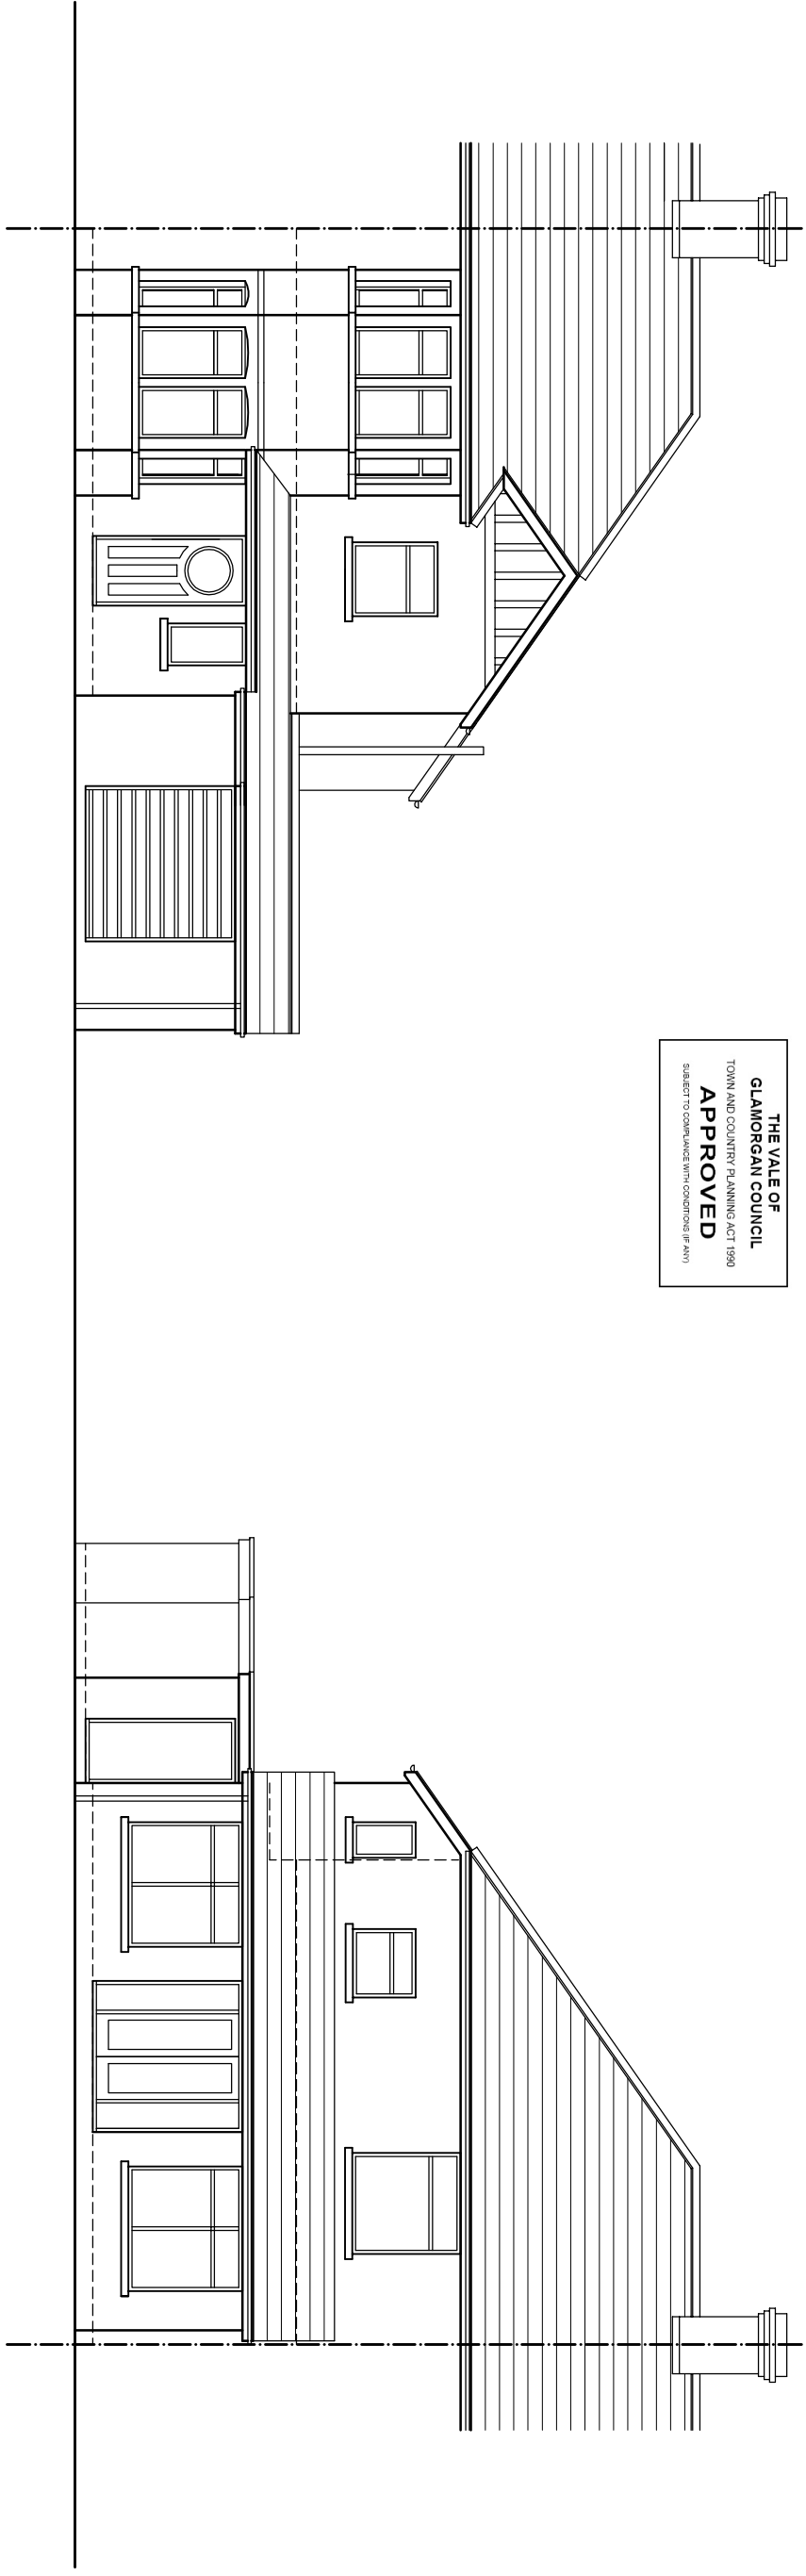 THE VALE OF
GLAMORGAN COUNCIL
TOWN AND COUNTRY PLANNING ACT 1990
APPROVED
SUBJECT TO COMPLIANCE WITH CONDITIONS (IF ANY)